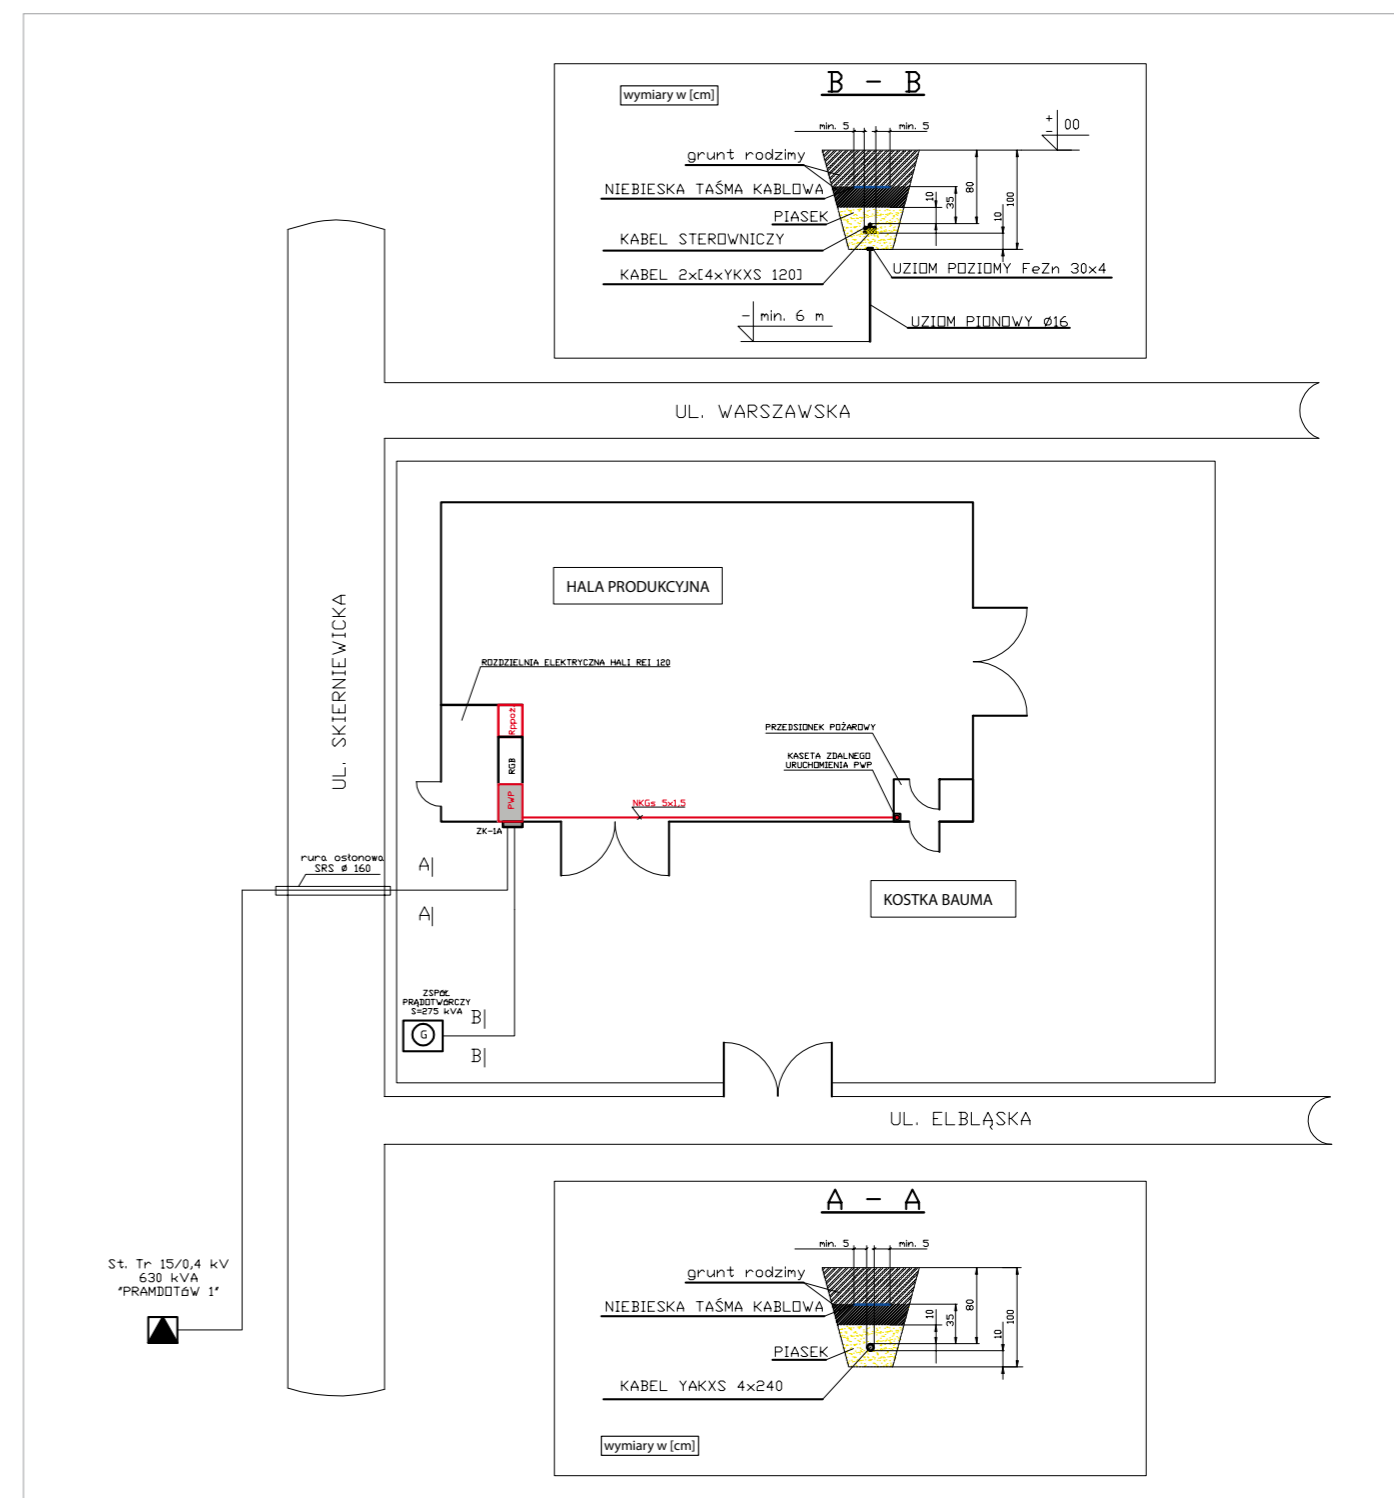 B – B
wymiary w [cm]
min. 5
min. 5
+
– 00
grunt rodzimy
NIEBIESKA TAŚMA KABLOWA
PIASEK
KABEL STEROWNICZY
KABEL 2x[4xYKXS 120]
10
35
80
10
100
UZIOM POZIOMY FeZn 30x4
– min. 6 m
UZIOM PIONOWY Ø16
UL. WARSZAWSKA
UL. SKIERNIEWICKA
HALA PRODUKCYJNA
ROZDZIELNIA ELEKTRYCZNA HALI REI 120
Rppoż
RGB
PWP
ZK-1A
NKGs 5x1,5
PRZEDSIONEK POŻAROWY
KASETA ZDALNEGO
URUCHOMIENIA PWP
rura osłonowa
SRS Ø 160
A|
A|
KOSTKA BAUMA
ZSPÓŁ
PRĄDOTWÓRCZY
S=275 kVA
G
B|
B|
UL. ELBLĄSKA
St. Tr 15/0,4 kV
630 kVA
"PRAMDOTÓW 1"
A – A
min. 5
min. 5
grunt rodzimy
NIEBIESKA TAŚMA KABLOWA
PIASEK
KABEL YAKXS 4x240
10
35
80
10
100
wymiary w [cm]